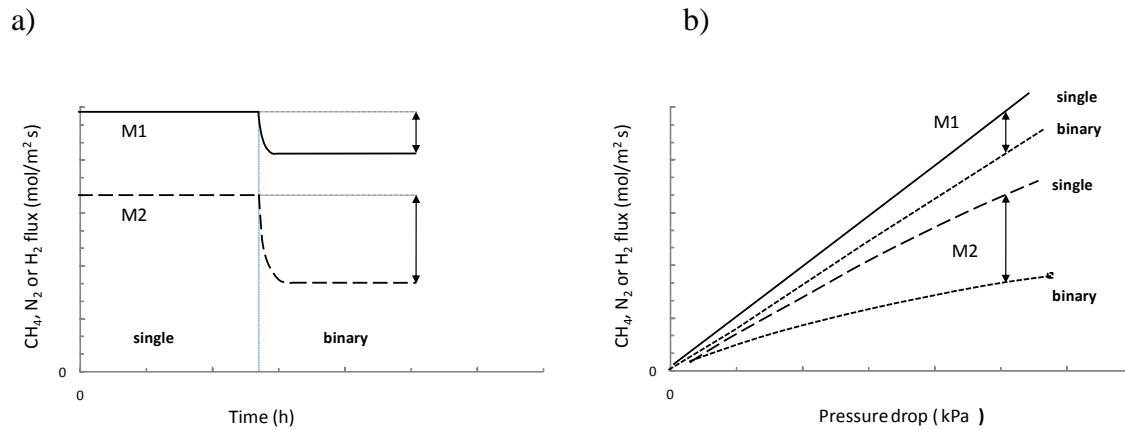 a)
CH₄, N₂ or H₂ flux (mol/m² s)
M1
M2
single
binary
0
0
Time (h)
b)
CH₄, N₂ or H₂ flux (mol/m² s)
single
M1
binary
single
M2
binary
0
0
Pressure drop ( kPa )